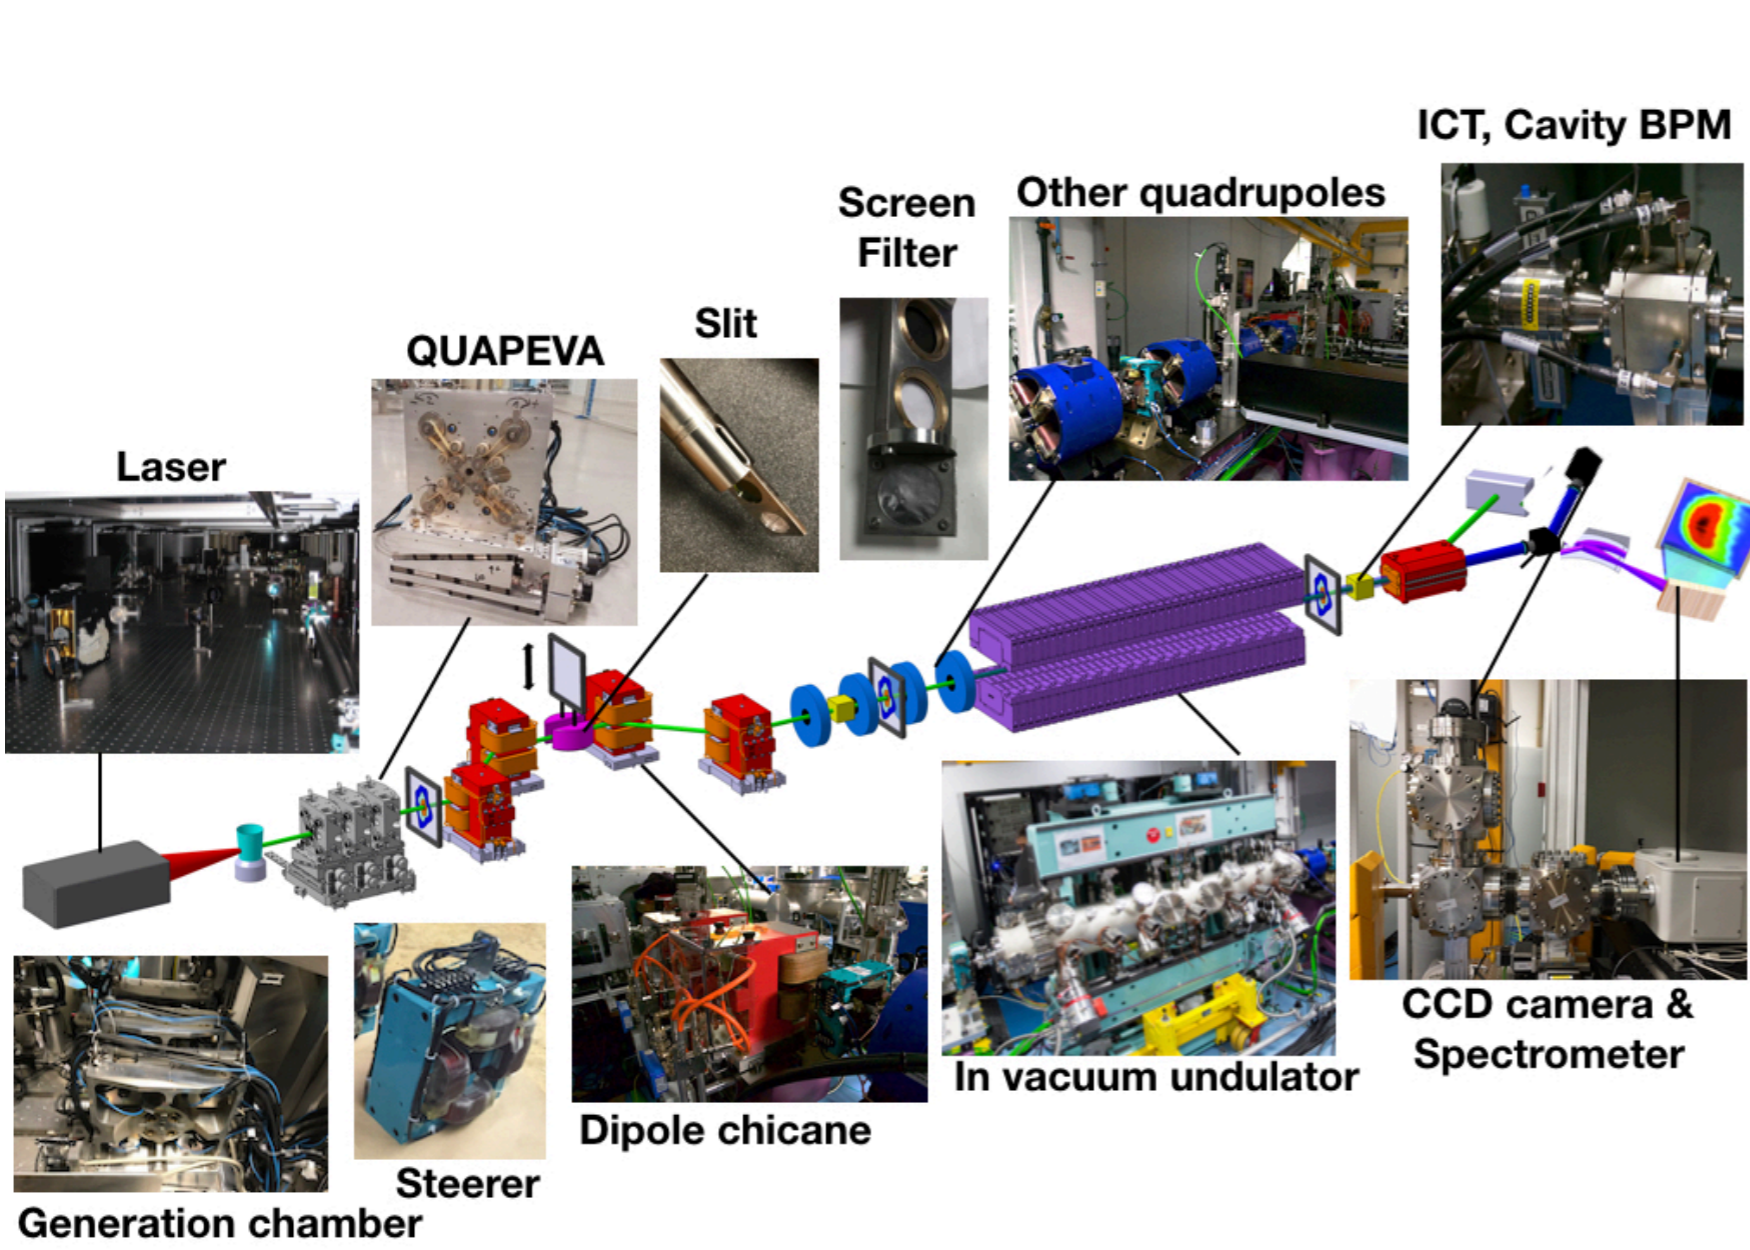 ICT, Cavity BPM
Other quadrupoles
Screen
Filter
Slit
QUAPEVA
Laser
CCD camera &
Spectrometer
In vacuum undulator
Dipole chicane
Steerer
Generation chamber